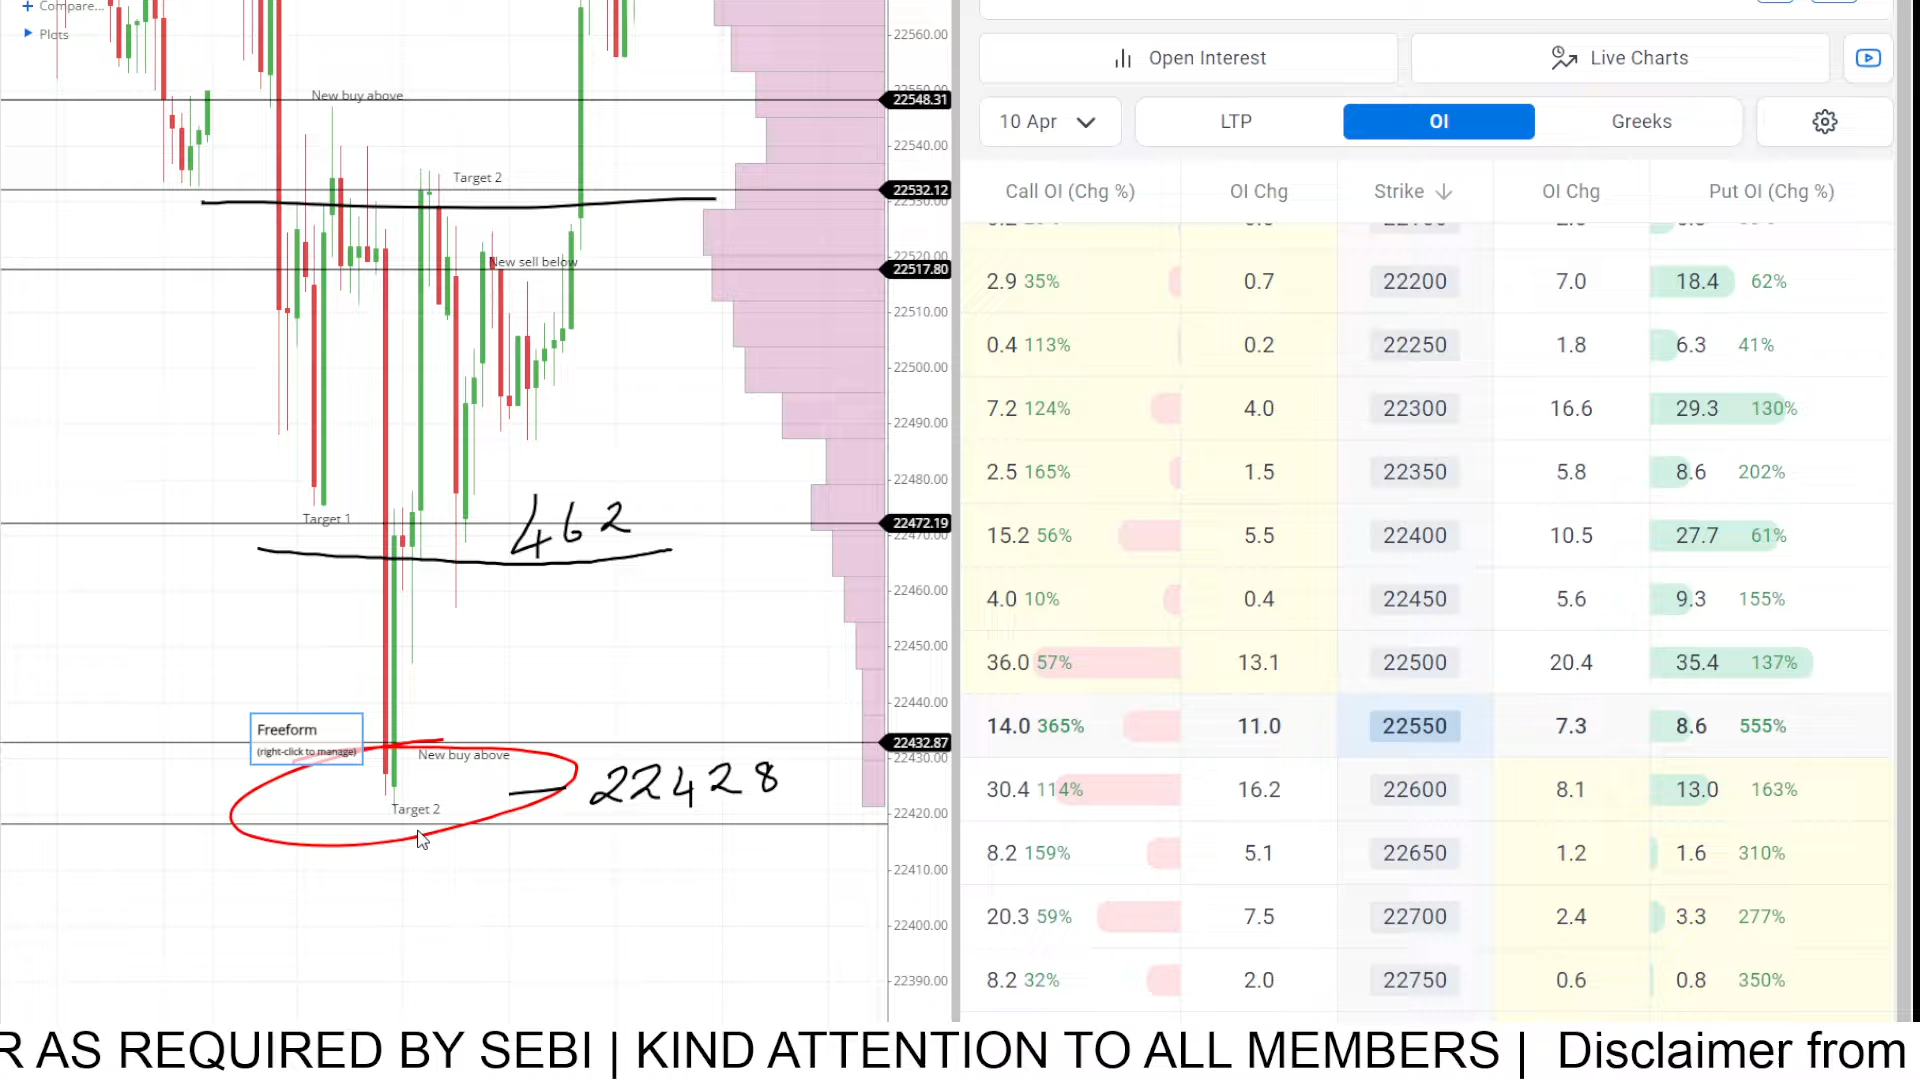 Compare...
Plots
New buy above
Target 2
New sell below
Target 1
462
Freeform
(right-click to manage)
New buy above
22428
Target 2
22560.00
22548.31
22540.00
22532.12
22530.00
22520.00
22517.80
22510.00
22500.00
22490.00
22480.00
22472.19
22470.00
22460.00
22450.00
22440.00
22432.87
22430.00
22420.00
22410.00
22400.00
22390.00
Open Interest
Live Charts
10 Apr
LTP
OI
Greeks
Call OI (Chg %) OI Chg Strike OI Chg Put OI (Chg %)
2.9 35% 0.7 22200 7.0 18.4 62%
0.4 113% 0.2 22250 1.8 6.3 41%
7.2 124% 4.0 22300 16.6 29.3 130%
2.5 165% 1.5 22350 5.8 8.6 202%
15.2 56% 5.5 22400 10.5 27.7 61%
4.0 10% 0.4 22450 5.6 9.3 155%
36.0 57% 13.1 22500 20.4 35.4 137%
14.0 365% 11.0 22550 7.3 8.6 555%
30.4 114% 16.2 22600 8.1 13.0 163%
8.2 159% 5.1 22650 1.2 1.6 310%
20.3 59% 7.5 22700 2.4 3.3 277%
8.2 32% 2.0 22750 0.6 0.8 350%
R AS REQUIRED BY SEBI | KIND ATTENTION TO ALL MEMBERS | Disclaimer from